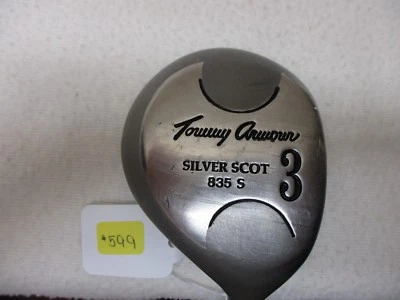 Tommy Armour
SILVER SCOT
835 S
3
*599